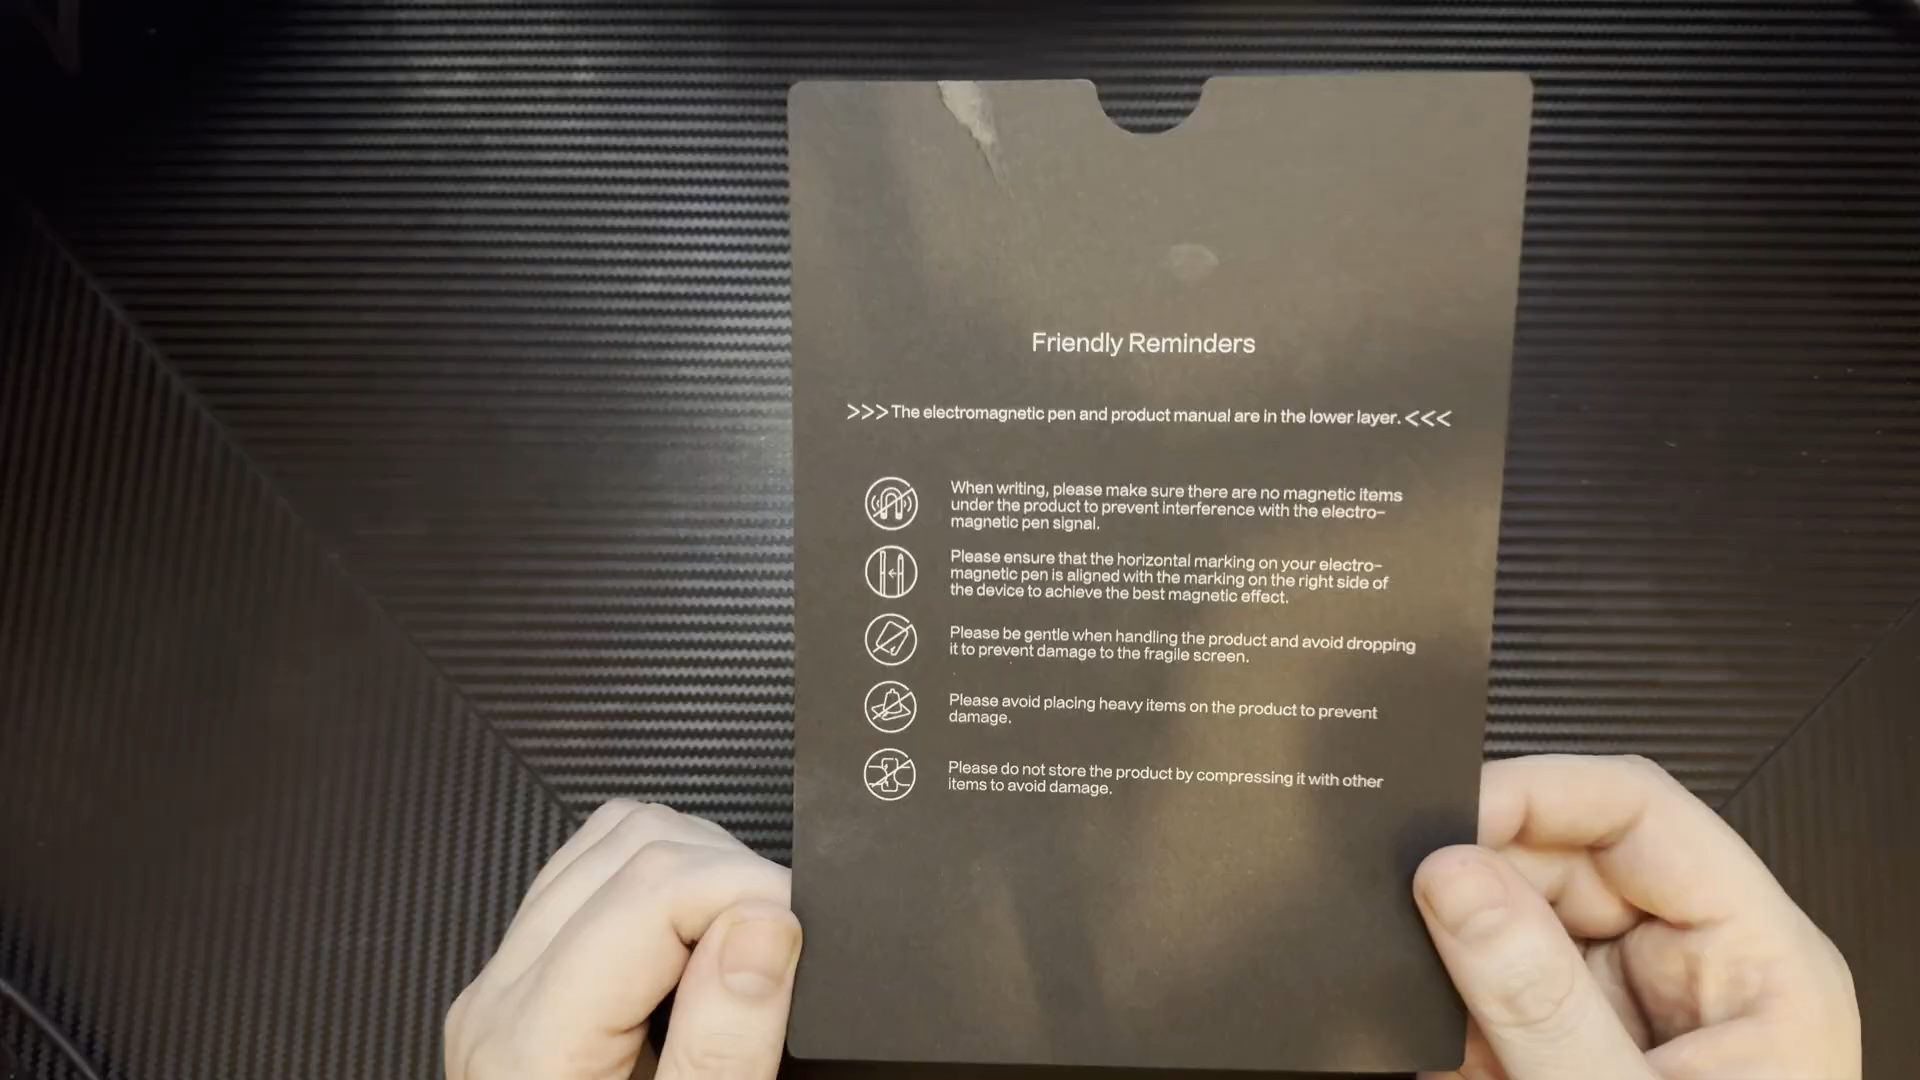 Friendly Reminders
>>>The electromagnetic pen and product manual are in the lower layer.<<<
When writing, please make sure there are no magnetic items
under the product to prevent interference with the electro-
magnetic pen signal.
Please ensure that the horizontal marking on your electro-
magnetic pen is aligned with the marking on the right side of
the device to achieve the best magnetic effect.
Please be gentle when handling the product and avoid dropping
it to prevent damage to the fragile screen.
Please avoid placing heavy items on the product to prevent
damage.
Please do not store the product by compressing it with other
items to avoid damage.